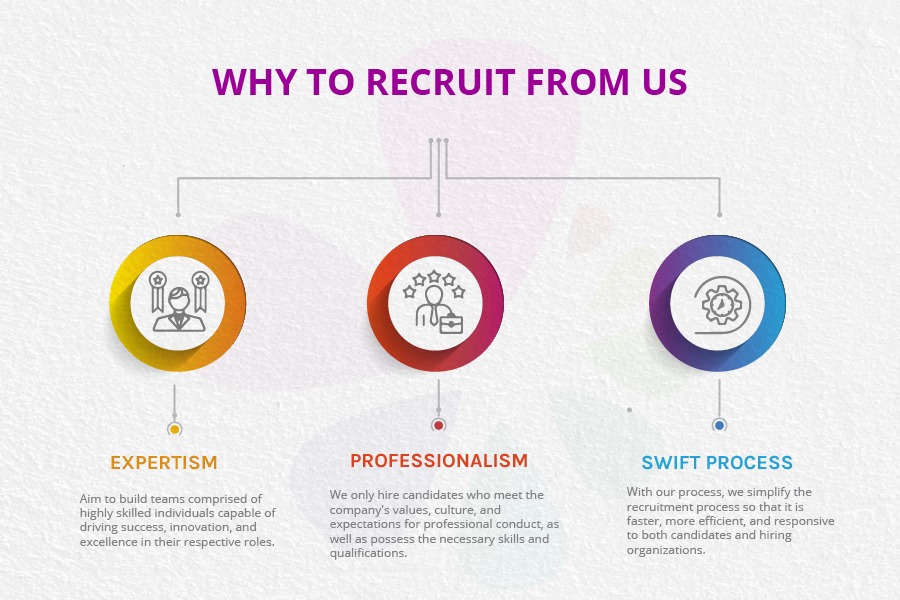 WHY TO RECRUIT FROM US
EXPERTISM
Aim to build teams comprised of
highly skilled individuals capable of
driving success, innovation, and
excellence in their respective roles.
PROFESSIONALISM
We only hire candidates who meet the
company's values, culture, and
expectations for professional conduct, as
well as possess the necessary skills and
qualifications.
SWIFT PROCESS
With our process, we simplify the
recruitment process so that it is
faster, more efficient, and responsive
to both candidates and hiring
organizations.